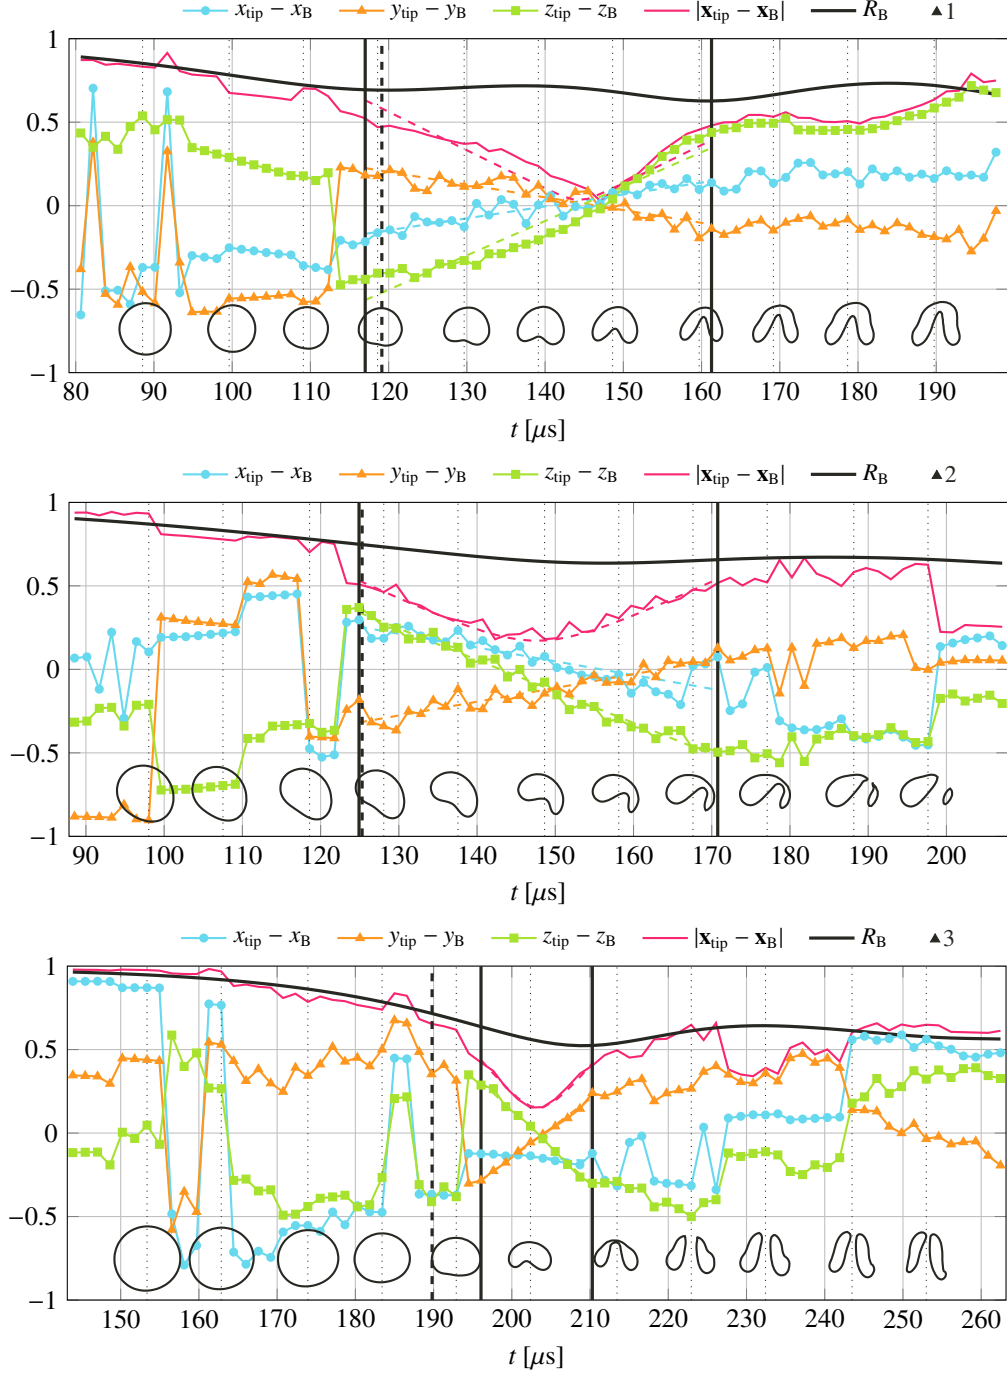 x_tip − x_B y_tip − y_B z_tip − z_B |x_tip − x_B| R_B ▲1
1
0.5
0
−0.5
−1
80 90 100 110 120 130 140 150 160 170 180 190
t [μs]
x_tip − x_B y_tip − y_B z_tip − z_B |x_tip − x_B| R_B ▲2
1
0.5
0
−0.5
−1
90 100 110 120 130 140 150 160 170 180 190 200
t [μs]
x_tip − x_B y_tip − y_B z_tip − z_B |x_tip − x_B| R_B ▲3
1
0.5
0
−0.5
−1
150 160 170 180 190 200 210 220 230 240 250 260
t [μs]